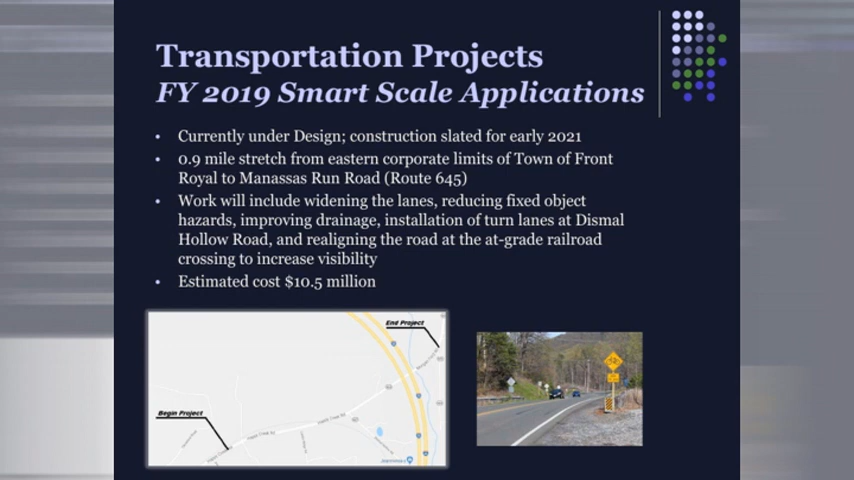 Transportation Projects
FY 2019 Smart Scale Applications
• Currently under Design; construction slated for early 2021
• 0.9 mile stretch from eastern corporate limits of Town of Front
Royal to Manassas Run Road (Route 645)
• Work will include widening the lanes, reducing fixed object
hazards, improving drainage, installation of turn lanes at Dismal
Hollow Road, and realigning the road at the at-grade railroad
crossing to increase visibility
• Estimated cost $10.5 million
End Project
Begin Project